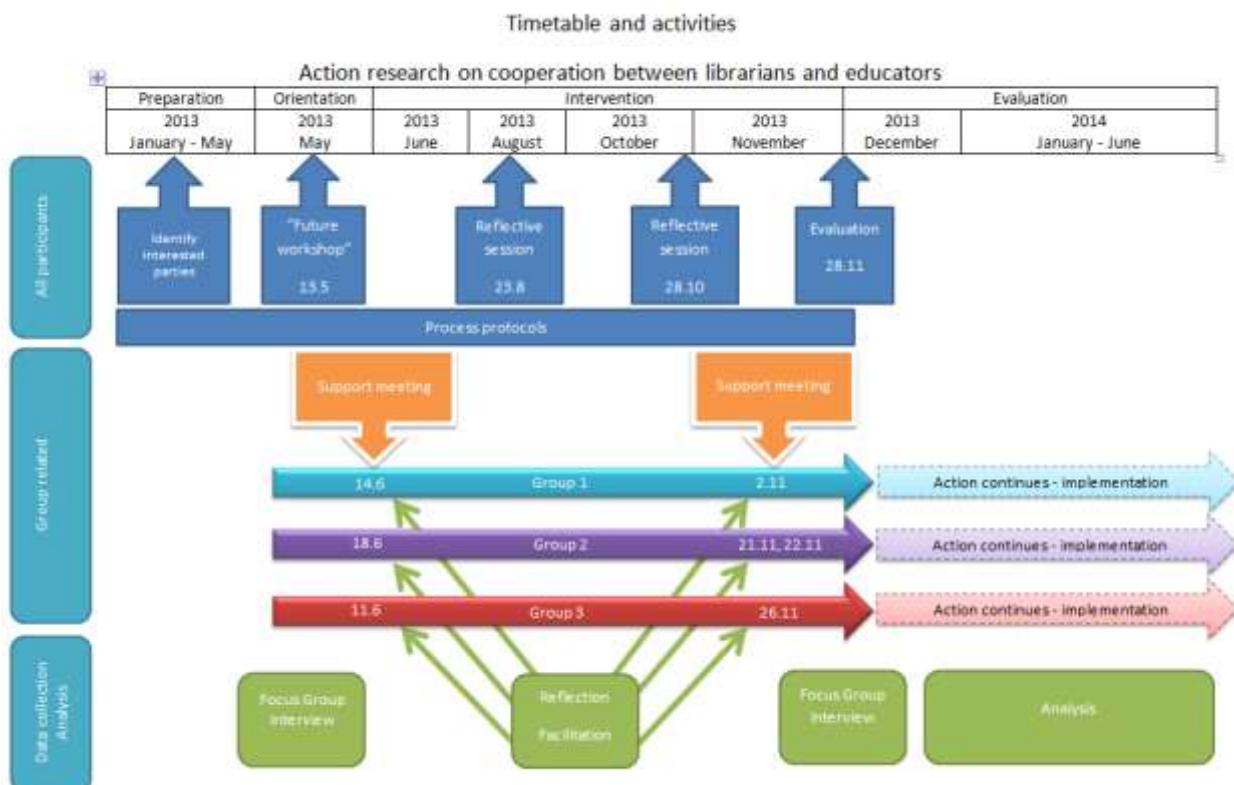 Timetable and activities
Action research on cooperation between librarians and educators
Preparation Orientation Intervention Evaluation
2013 2013 2013 2013 2013 2013 2013 2014
January - May May June August October November December January - June
All participants
Identify
interested
parties
"Future
workshop"
13.5
Reflective
session
23.8
Reflective
session
28.10
Evaluation
28.11
Process protocols
Group related
Support meeting
Support meeting
14.6 Group 1 2.11
Action continues - implementation
18.6 Group 2 21.11, 22.11
Action continues - implementation
11.6 Group 3 26.11
Action continues - implementation
Data collection
Analysis
Focus Group
Interview
Reflection
Facilitation
Focus Group
Interview
Analysis